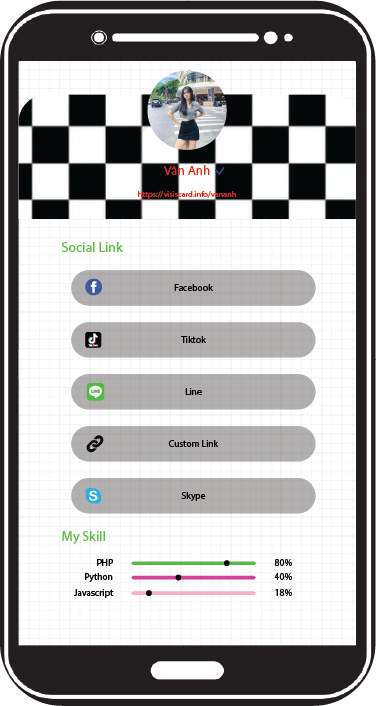 Vân Anh
https://visiscard.info/vananh
Social Link
Facebook
Tiktok
Line
Custom Link
Skype
My Skill
PHP 80%
Python 40%
Javascript 18%